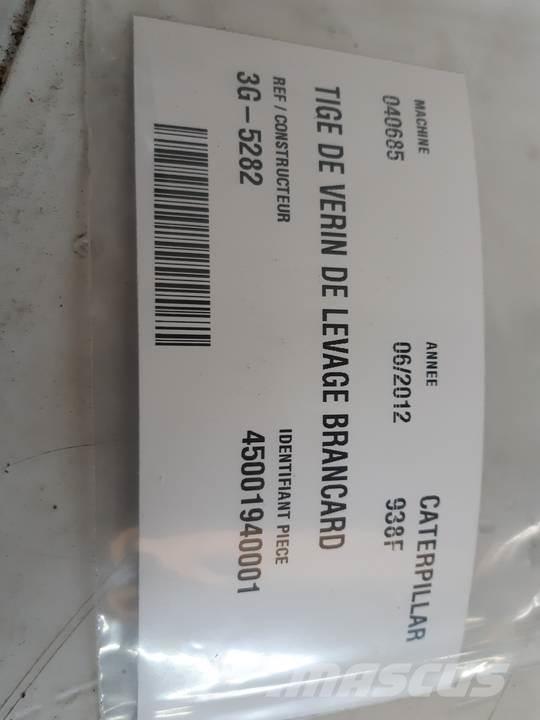 MACHINE ANNEE CATERPILLAR
040685 06/2012 938F
TIGE DE VERIN DE LEVAGE BRANCARD
REF / CONSTRUCTEUR IDENTIFIANT PIECE
3G-5282 45001940001
MASCUS